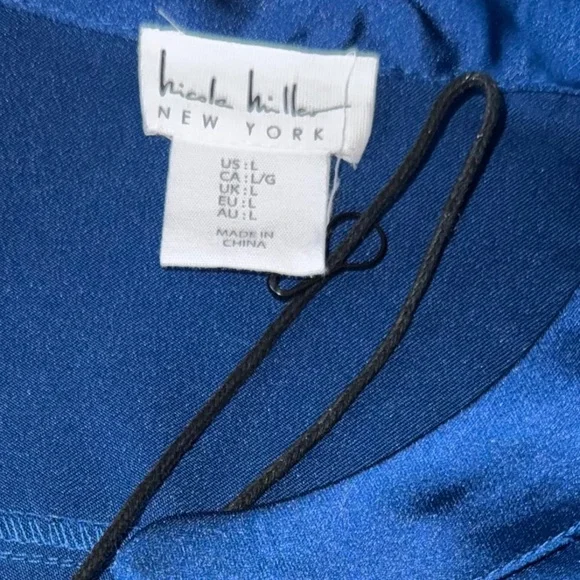 nicole miller
NEW YORK
US : L
CA : L/G
UK : L
EU : L
AU : L
MADE IN
CHINA